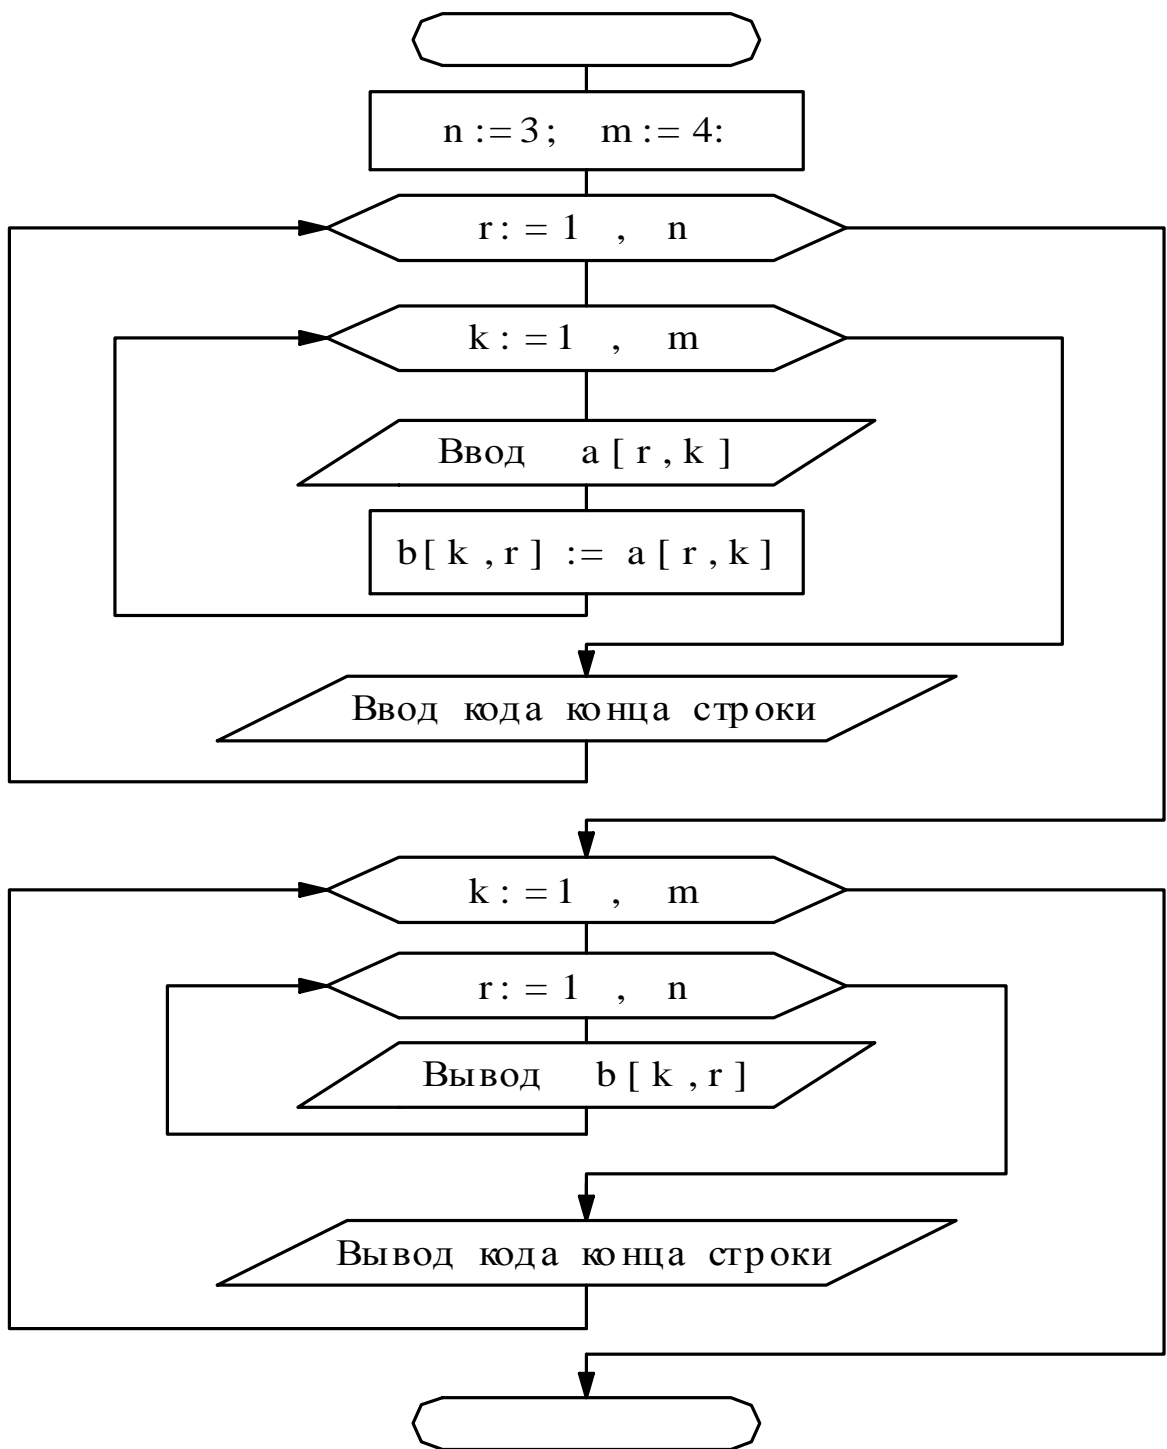 n := 3; m := 4:
r := 1 , n
k := 1 , m
Ввод a [ r , k ]
b[ k , r ] := a [ r , k ]
Ввод кода конца строки
k := 1 , m
r := 1 , n
Вывод b [ k , r ]
Вывод кода конца строки